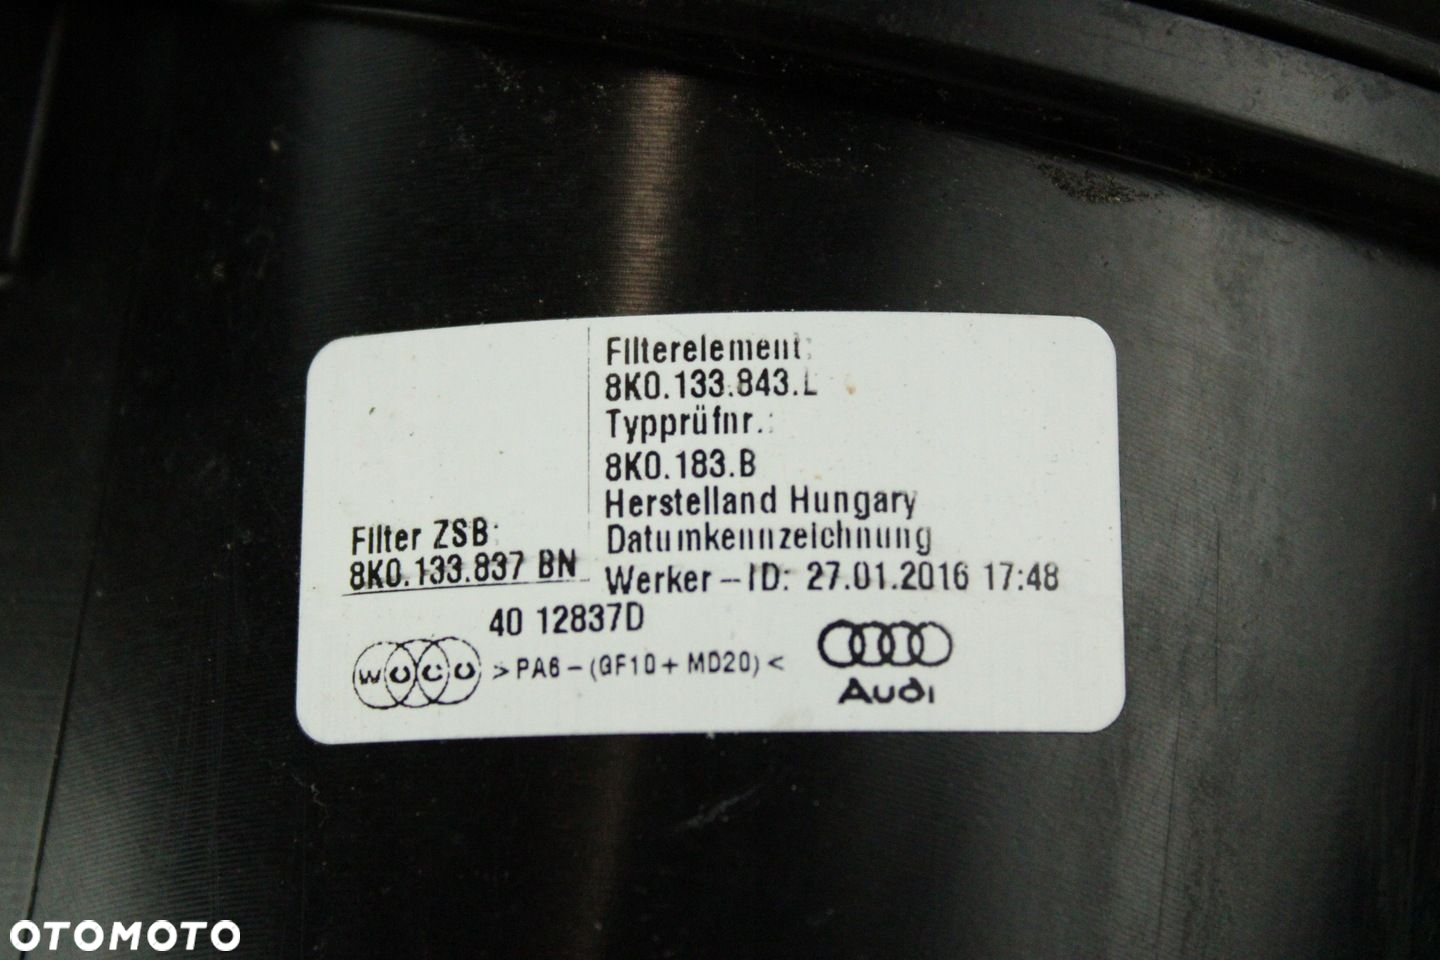 Filterelement:
8K0.133.843.L
Typprüfnr.:
8K0.183.B
Herstelland Hungary
Datumkennzeichnung
Werker-ID: 27.01.2016 17:48
Filter ZSB:
8K0.133.837 BN
40 12837D
WOCO >PA6-(GF10+MD20)<
Audi
OTOMOTO